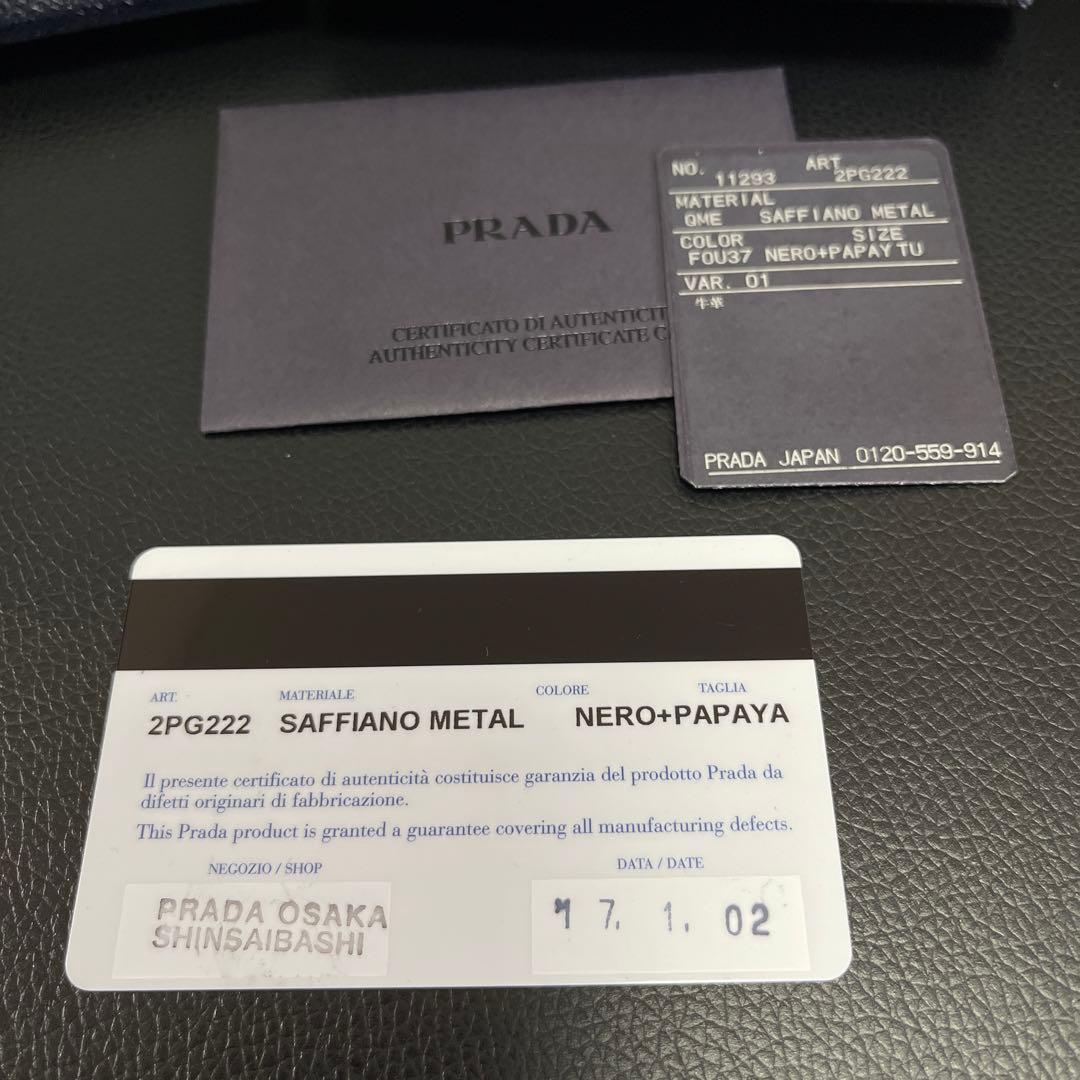 PRADA
CERTIFICATO DI AUTENTICIT
AUTHENTICITY CERTIFICATE C
NO. 11293 ART 2PG222
MATERIAL
QME SAFFIANO METAL
COLOR SIZE
F0U37 NERO+PAPAY TU
VAR. 01
牛革
PRADA JAPAN 0120-559-914
ART. MATERIALE COLORE TAGLIA
2PG222 SAFFIANO METAL NERO+PAPAYA
Il presente certificato di autenticità costituisce garanzia del prodotto Prada da
difetti originari di fabbricazione.
This Prada product is granted a guarantee covering all manufacturing defects.
NEGOZIO / SHOP DATA / DATE
PRADA OSAKA
SHINSAIBASHI
17. 1. 02